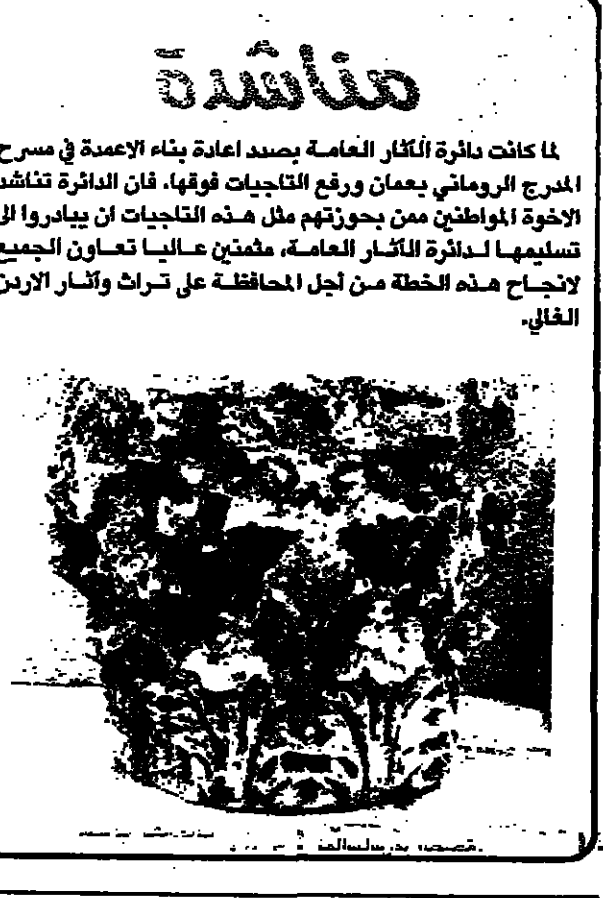 مناشدة
لما كانت دائرة الآثار العامة بصدد اعادة بناء الاعمدة في مسرح
المدرج الروماني بعمان ورفع التاجيات فوقها، فان الدائرة تناشد
الاخوة المواطنين ممن بحوزتهم مثل هذه التاجيات ان يبادروا الى
تسليمها لدائرة الآثار العامة، مثمنين عاليا تعاون الجميع
لانجاح هذه الخطة من أجل المحافظة على تراث وآثار الاردن
الغالي.